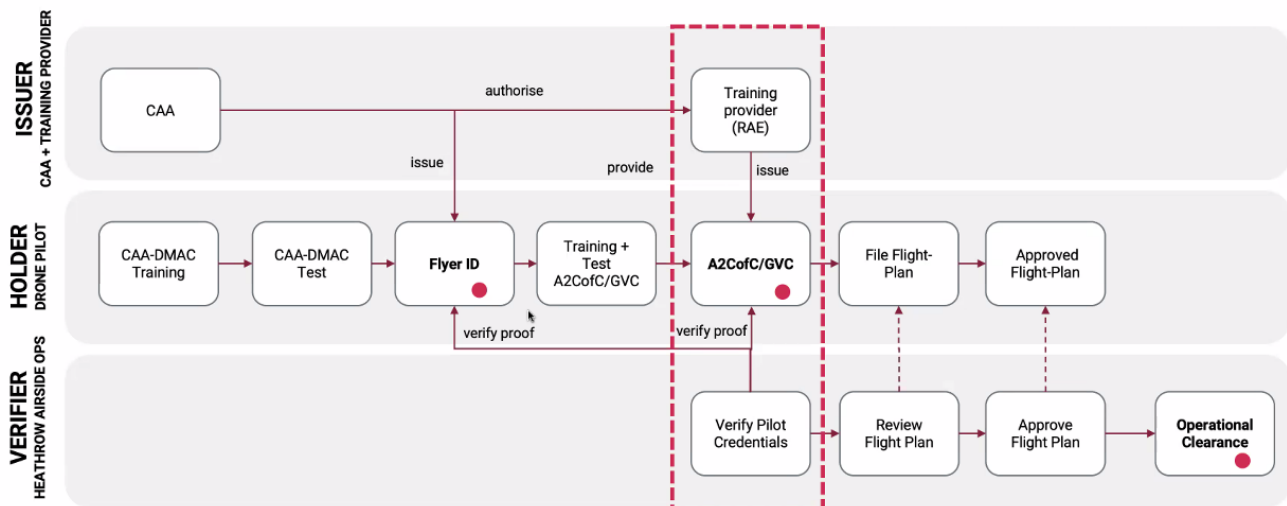 ISSUER
CAA + TRAINING PROVIDER
CAA
authorise
Training
provider
(RAE)
issue
provide
issue
HOLDER
DRONE PILOT
CAA-DMAC
Training
CAA-DMAC
Test
Flyer ID
Training +
Test
A2CofC/GVC
A2CofC/GVC
File Flight-
Plan
Approved
Flight-Plan
verify proof
verify proof
VERIFIER
HEATHROW AIRSIDE OPS
Verify Pilot
Credentials
Review
Flight Plan
Approve
Flight Plan
Operational
Clearance